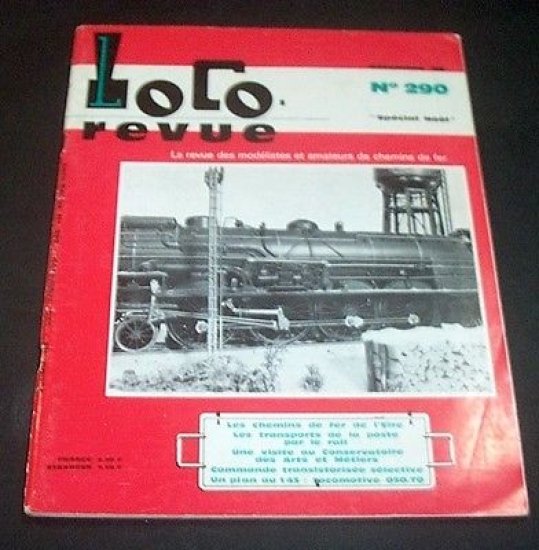 Loco
revue
N° 290
"Spécial Noël"
La revue des modélistes et amateurs de chemins de fer
Les chemins de fer de l'Eire
Les transports de la poste
par le rail
Une visite au Conservatoire
des Arts et Métiers
Commande transistorisée sélective
Un plan au 1.43 : locomotive 050.TQ
FRANCE
ETRANGER